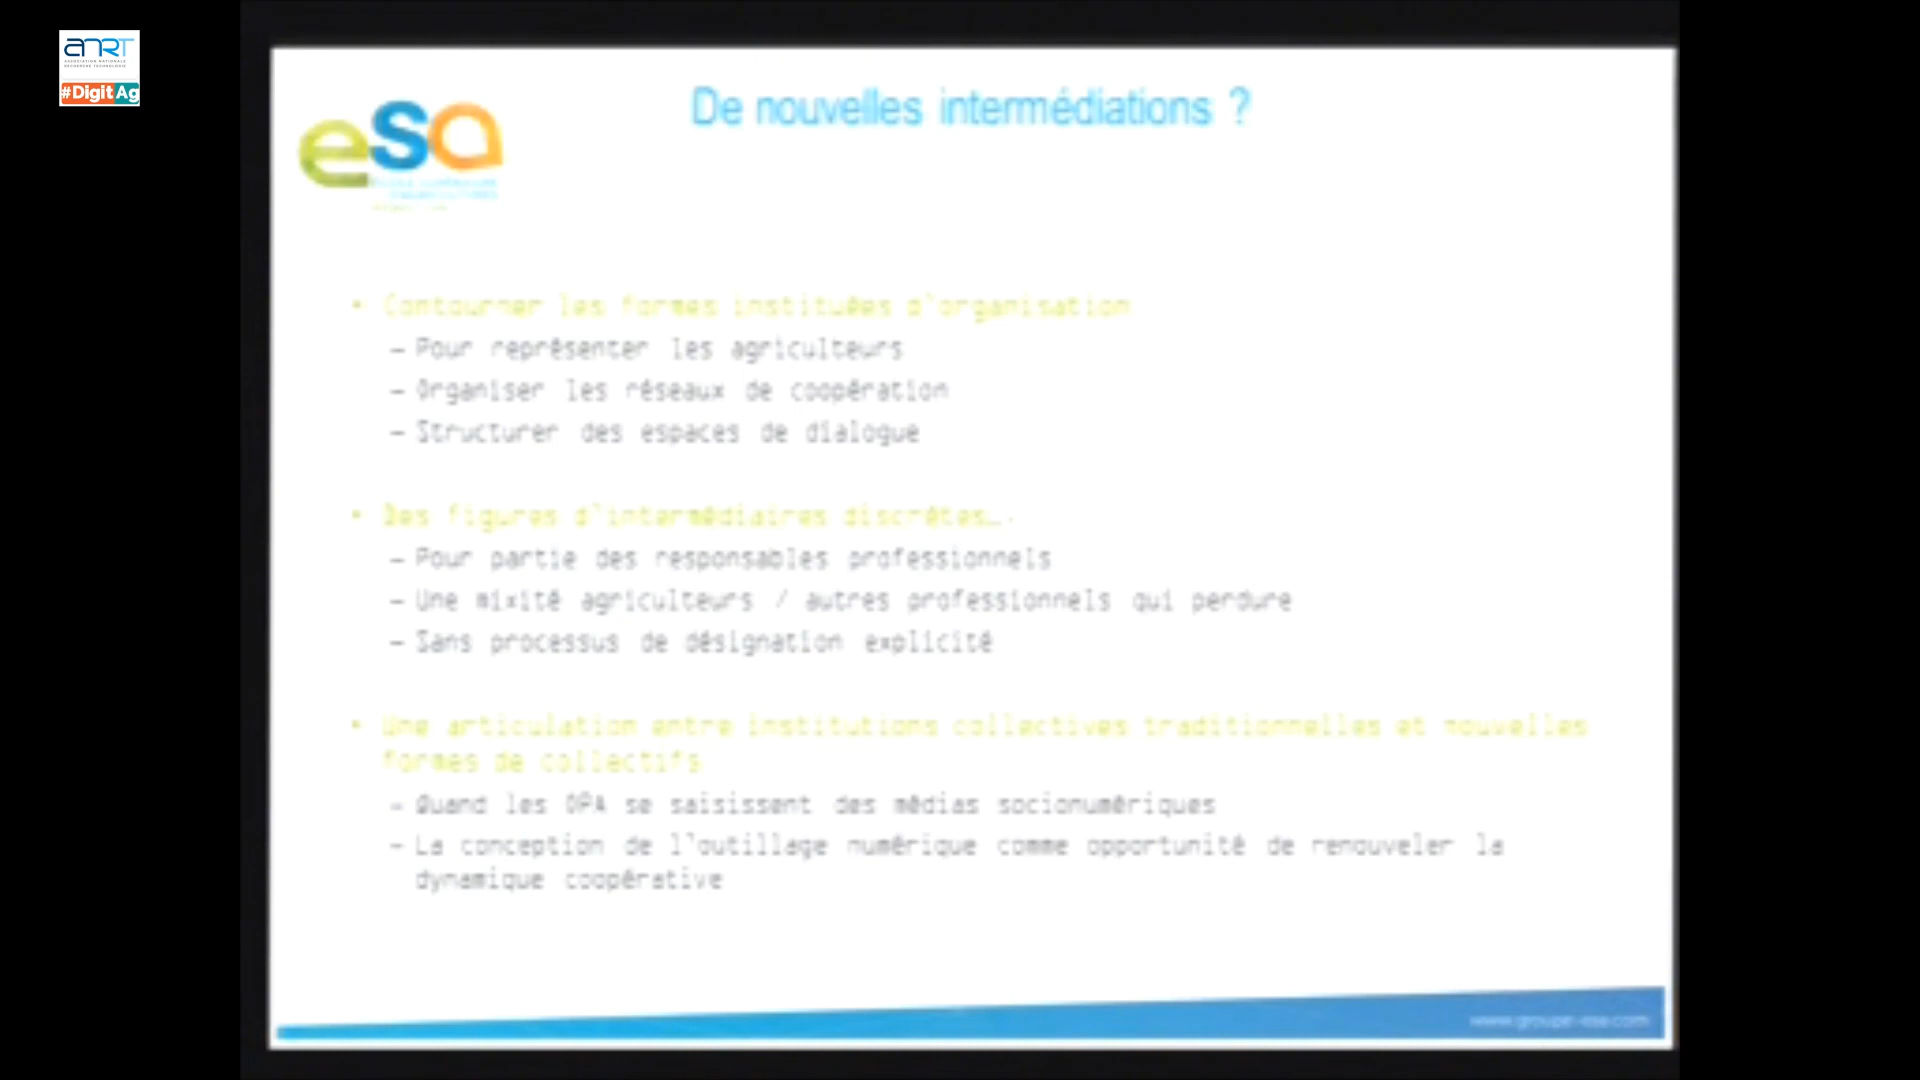 anrt
ASSOCIATION NATIONALE
RECHERCHE TECHNOLOGIE
#DigitAg
De nouvelles intermédiations ?
esa
• Contourner les formes instituées d'organisation
– Pour représenter les agriculteurs
– Organiser les réseaux de coopération
– Structurer des espaces de dialogue
• Des figures d'intermédiaires discrètes….
– Pour partie des responsables professionnels
– Une mixité agriculteurs / autres professionnels qui perdure
– Sans processus de désignation explicité
• Une articulation entre institutions collectives traditionnelles et nouvelles
formes de collectifs
– Quand les OPA se saisissent des médias socionumériques
– La conception de l'outillage numérique comme opportunité de renouveler la
dynamique coopérative
www.groupe-esa.com